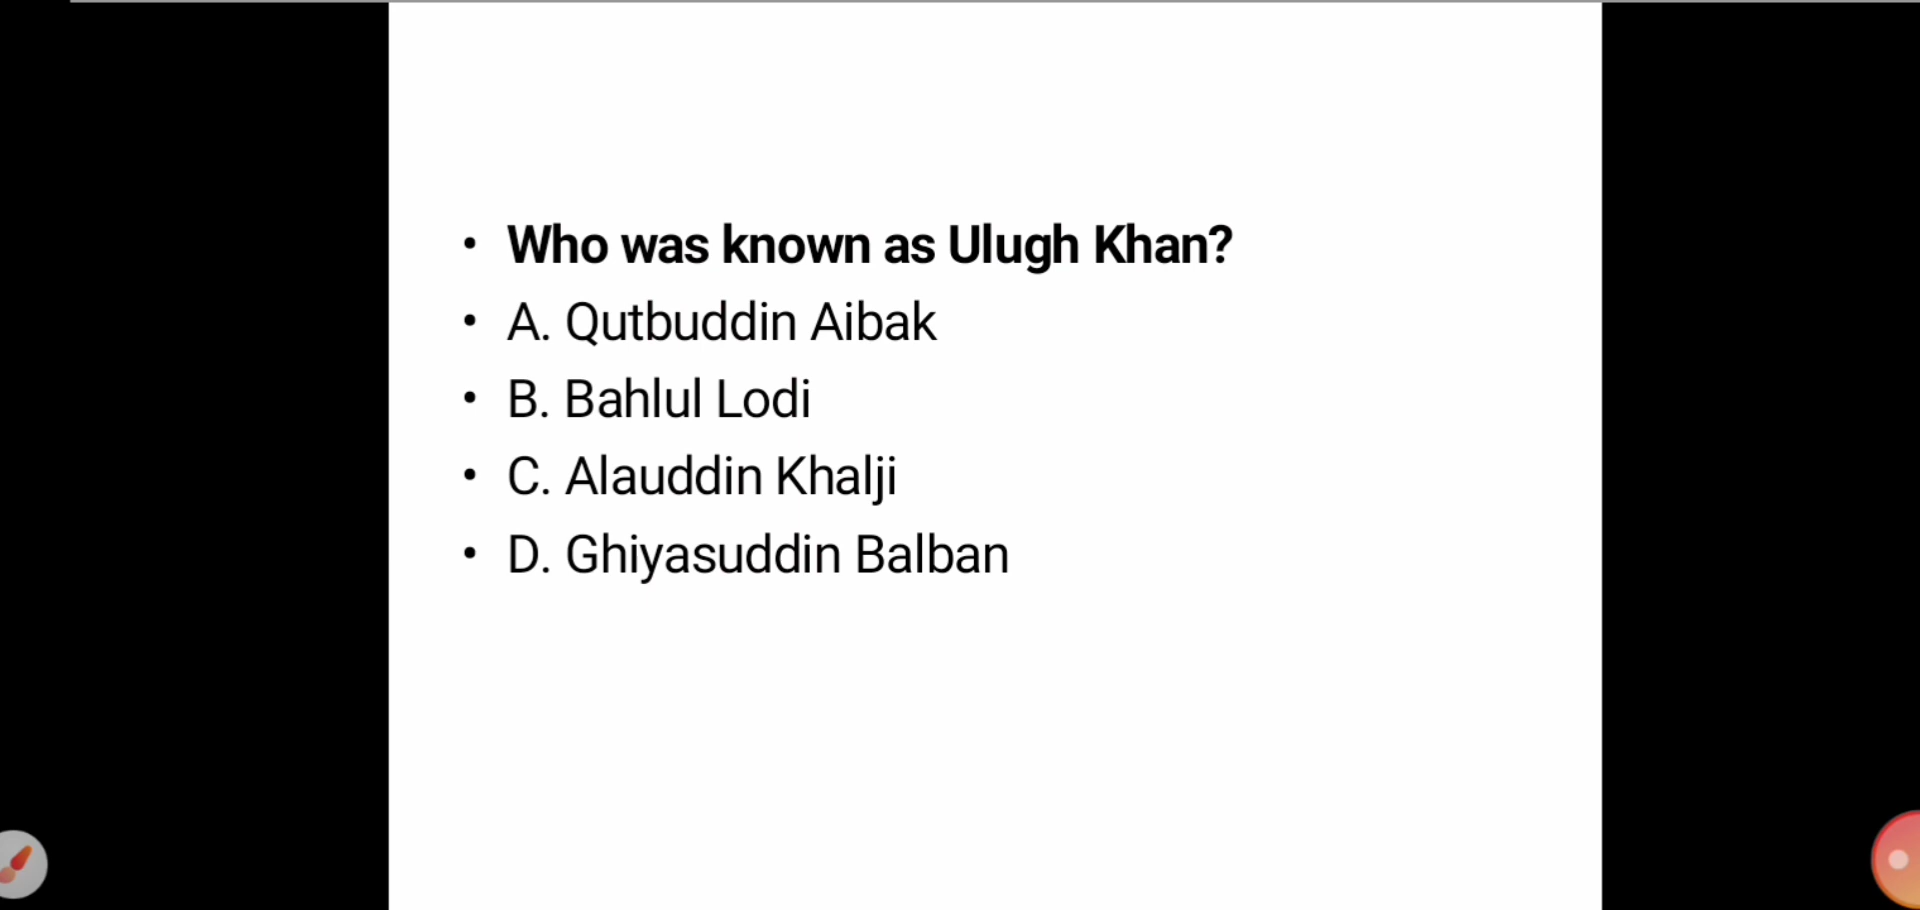 • Who was known as Ulugh Khan?
• A. Qutbuddin Aibak
• B. Bahlul Lodi
• C. Alauddin Khalji
• D. Ghiyasuddin Balban